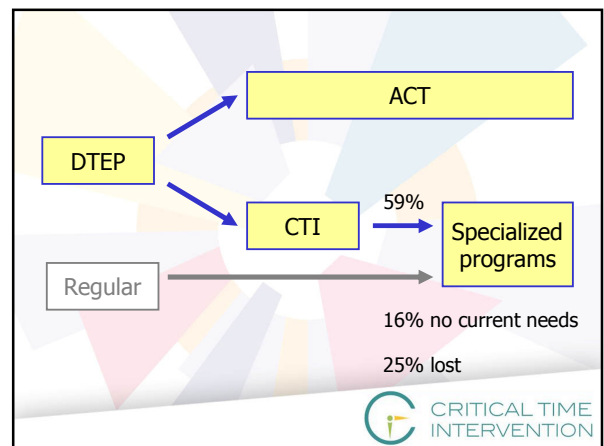 ACT
DTEP
59%
CTI
Specialized
programs
Regular
16% no current needs
25% lost
CRITICAL TIME
INTERVENTION